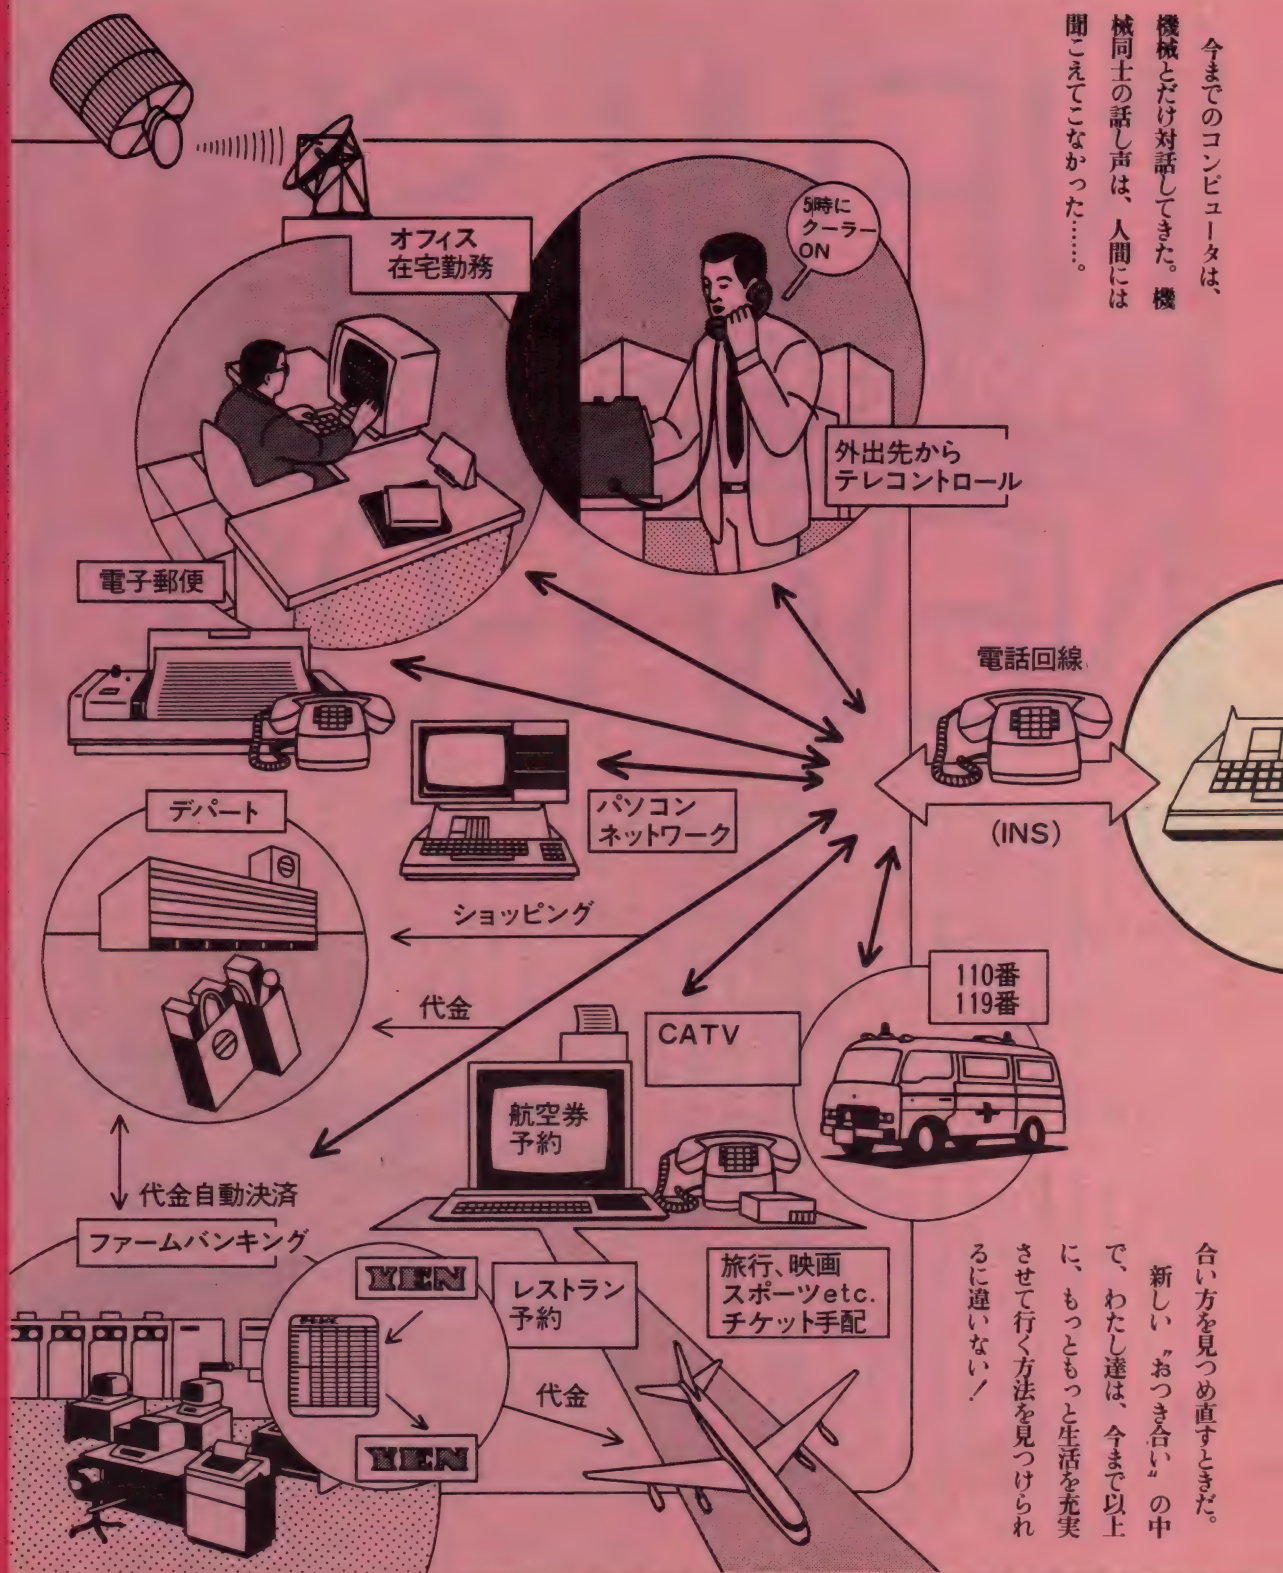 今までのコンピュータは、
機械とだけ対話してきた。機
械同士の話し声は、人間には
聞こえてこなかった……。
5時に
クーラー
ON
オフィス
在宅勤務
外出先から
テレコントロール
電子郵便
電話回線
(INS)
パソコン
ネットワーク
デパート
ショッピング
代金
CATV
110番
119番
航空券
予約
代金自動決済
ファームバンキング
YEN
レストラン
予約
旅行、映画
スポーツetc.
チケット手配
代金
YEN
合い方を見つめ直すときだ。
新しい〝おつき合い〟の中
で、わたし達は、今まで以上
に、もっともっと生活を充実
させて行く方法を見つけられ
るに違いない！